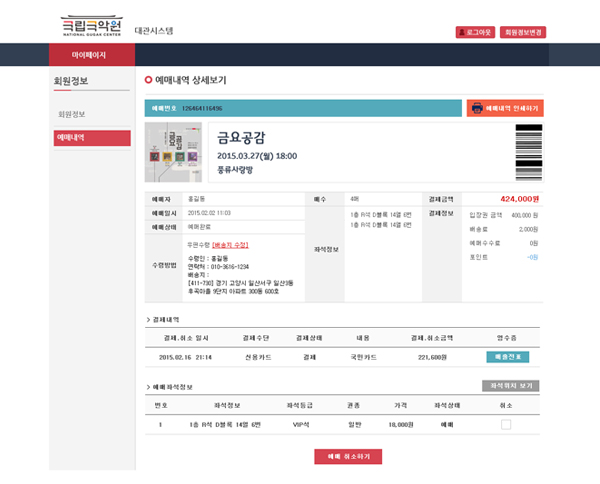 국립국악원
NATIONAL GUGAK CENTER
대관시스템
로그아웃
회원정보변경
마이페이지
회원정보
회원정보
예매내역
예매내역 상세보기
예매번호 126464116496
예매내역 인쇄하기
금요공감
2015.03.27(월) 18:00
풍류사랑방
예매자 홍길동 매수 4매 결제금액 424,000원
예매일시 2015.02.02 11:03
예매상태 예매완료
좌석정보
1층 R석 D블록 14열 6번
1층 R석 D블록 14열 6번
결제정보
입장권 금액 400,000 원
배송료 2,000원
예매수수료 0원
포인트 -0원
수령방법
우편수령 [배송지 수정]
수령인 : 홍길동
연락처 : 010-3616-1234
배송지 :
[411-730] 경기 고양시 일산서구 일산3동
후곡마을 9단지 아파트 300동 600호
결제내역
결제.취소 일시 결제수단 결제상태 내용 결제.취소금액 영수증
2015.02.16 21:14 신용카드 결제 국민카드 221,600원 매출전표
예매좌석정보
좌석위치 보기
번호 좌석정보 좌석등급 권종 가격 좌석상태 취소
1 1층 R석 D블록 14열 6번 VIP석 일반 18,000원 예매
예매 취소하기